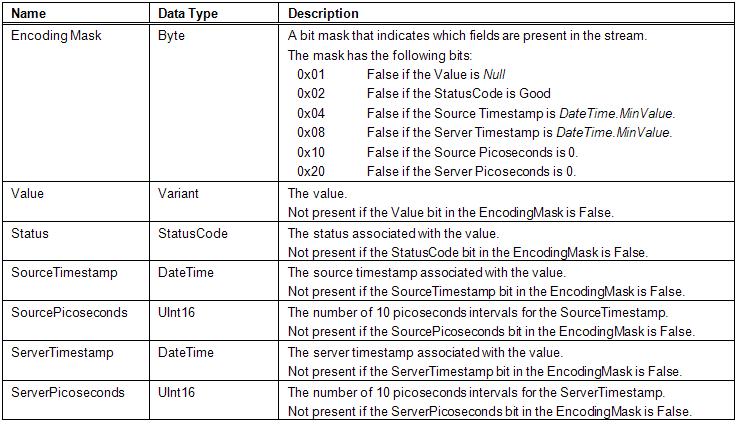 Name Data Type Description
Encoding Mask Byte A bit mask that indicates which fields are present in the stream.
The mask has the following bits:
0x01 False if the Value is Null
0x02 False if the StatusCode is Good
0x04 False if the Source Timestamp is DateTime.MinValue.
0x08 False if the Server Timestamp is DateTime.MinValue.
0x10 False if the Source Picoseconds is 0.
0x20 False if the Server Picoseconds is 0.
Value Variant The value.
Not present if the Value bit in the EncodingMask is False.
Status StatusCode The status associated with the value.
Not present if the StatusCode bit in the EncodingMask is False.
SourceTimestamp DateTime The source timestamp associated with the value.
Not present if the SourceTimestamp bit in the EncodingMask is False.
SourcePicoseconds UInt16 The number of 10 picoseconds intervals for the SourceTimestamp.
Not present if the SourcePicoseconds bit in the EncodingMask is False.
ServerTimestamp DateTime The server timestamp associated with the value.
Not present if the ServerTimestamp bit in the EncodingMask is False.
ServerPicoseconds UInt16 The number of 10 picoseconds intervals for the ServerTimestamp.
Not present if the ServerPicoseconds bit in the EncodingMask is False.